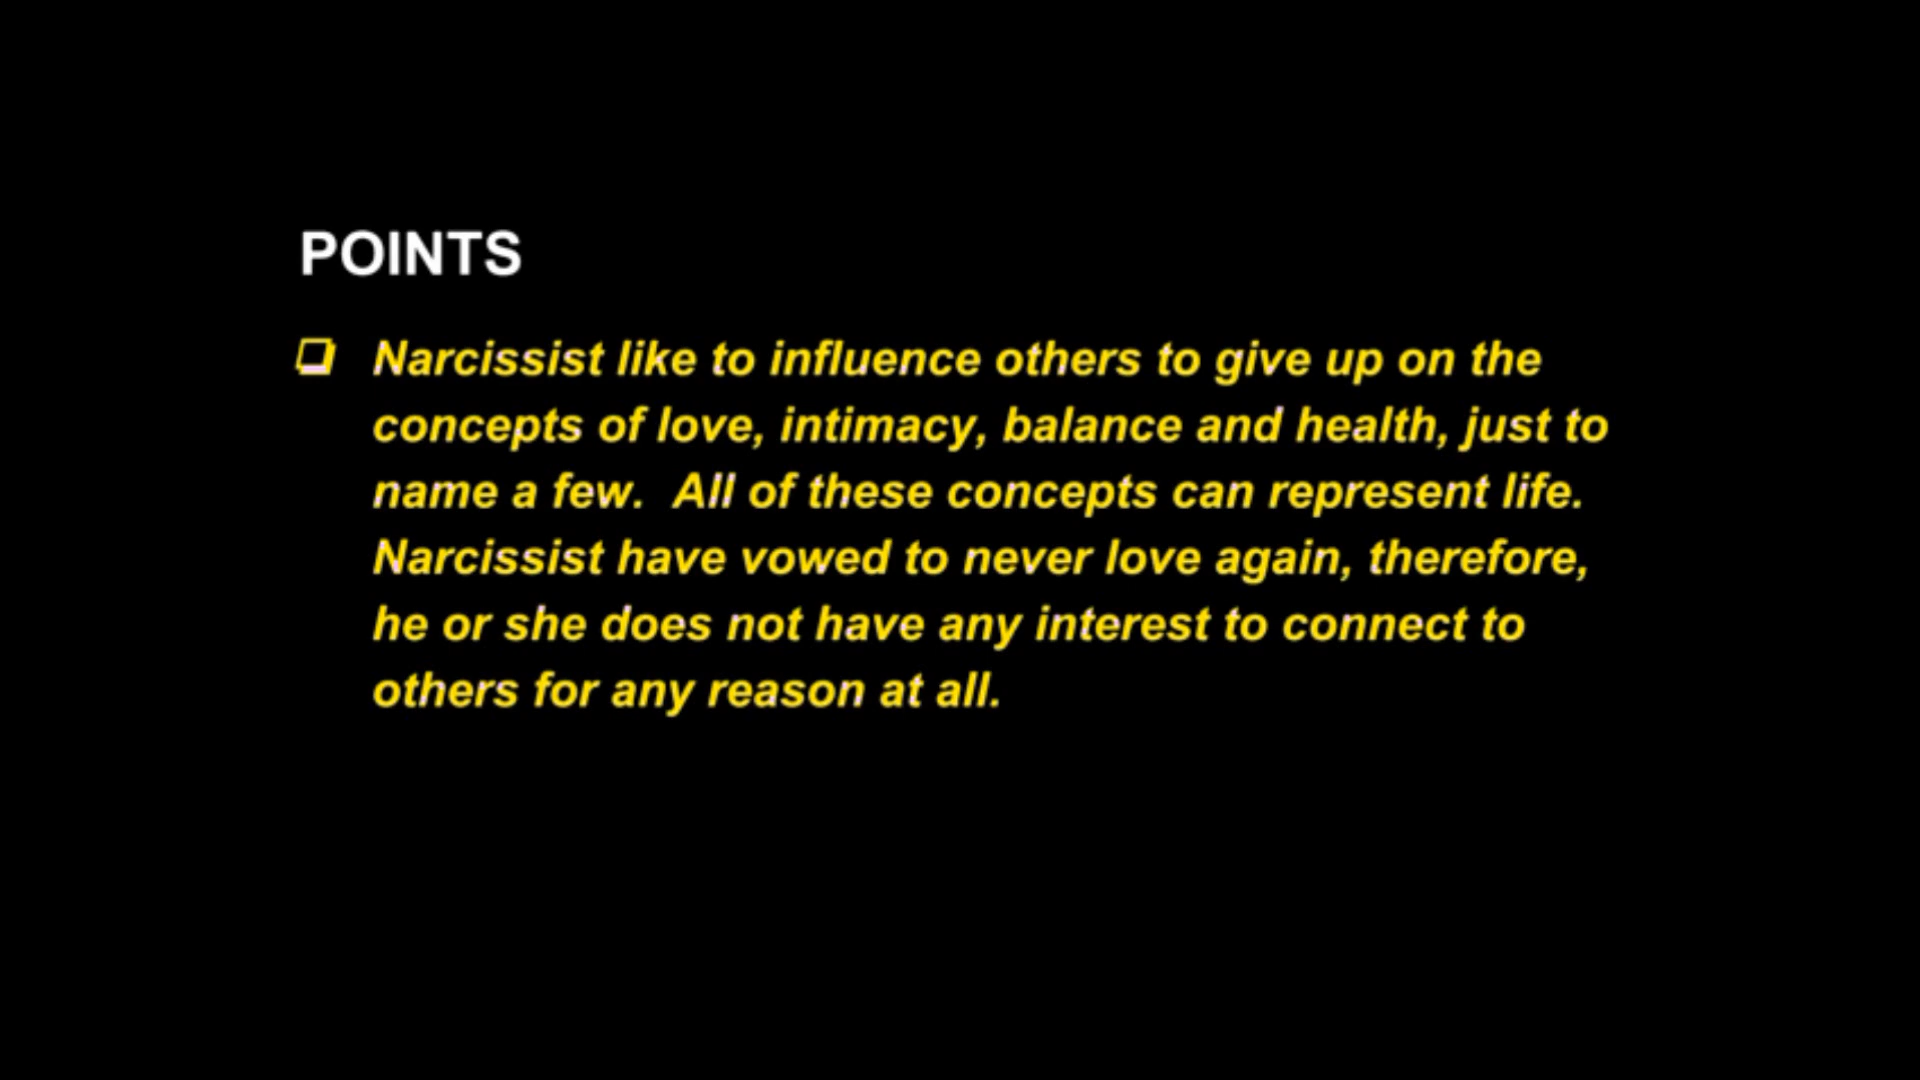 POINTS
❑ Narcissist like to influence others to give up on the
concepts of love, intimacy, balance and health, just to
name a few.  All of these concepts can represent life.
Narcissist have vowed to never love again, therefore,
he or she does not have any interest to connect to
others for any reason at all.